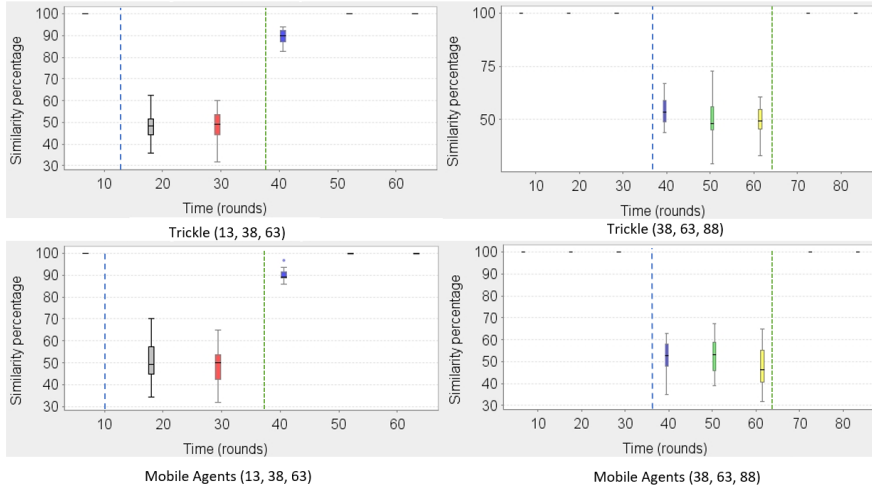 100
90
80
70
60
50
40
30
Similarity percentage
10 20 30 40 50 60
Time (rounds)
Trickle (13, 38, 63)
100
75
50
Similarity percentage
10 20 30 40 50 60 70 80
Time (rounds)
Trickle (38, 63, 88)
100
90
80
70
60
50
40
30
Similarity percentage
10 20 30 40 50 60
Time (rounds)
Mobile Agents (13, 38, 63)
100
90
80
70
60
50
40
30
Similarity percentage
10 20 30 40 50 60 70 80
Time (rounds)
Mobile Agents (38, 63, 88)